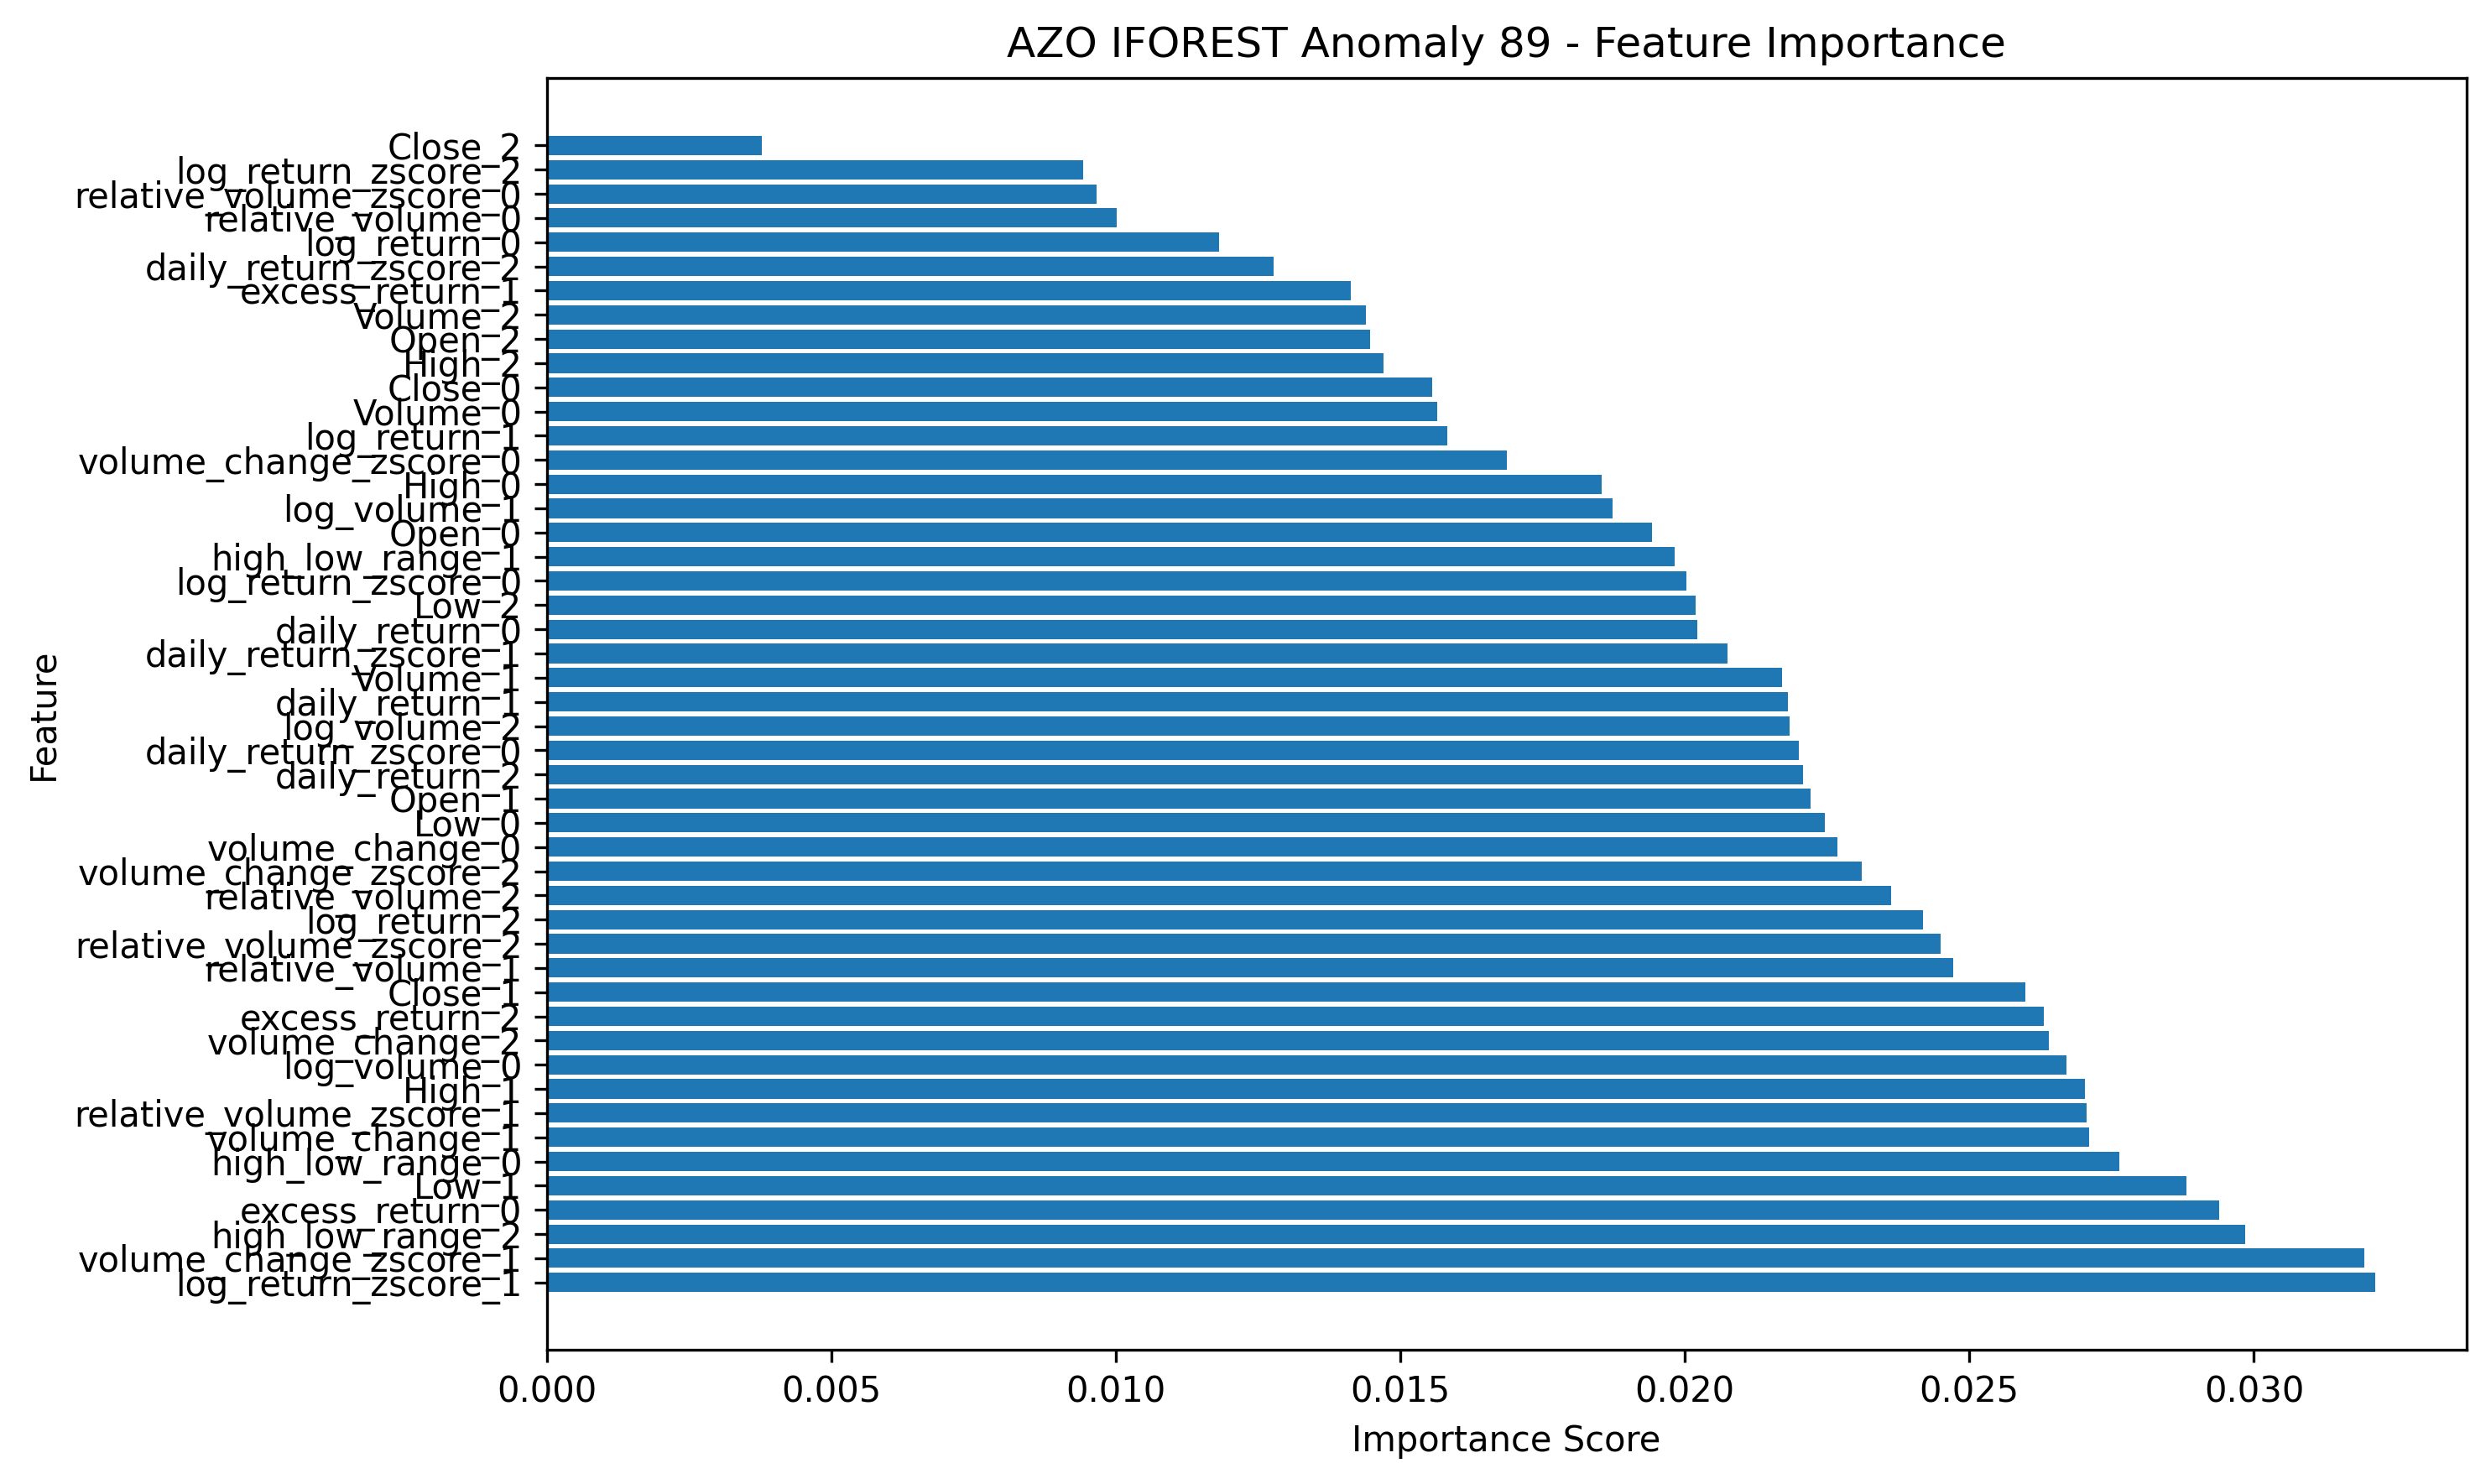 AZO IFOREST Anomaly 89 - Feature Importance
Close_2
log_return_zscore_2
relative_volume_zscore_0
relative_volume_0
log_return_0
daily_return_zscore_2
excess_return_1
Volume_2
Open_2
High_2
Close_0
Volume_0
log_return_1
volume_change_zscore_0
High_0
log_volume_1
Open_0
high_low_range_1
log_return_zscore_0
Low_2
daily_return_0
daily_return_zscore_1
Volume_1
daily_return_1
log_volume_2
daily_return_zscore_0
daily_return_2
Open_1
Low_0
volume_change_0
volume_change_zscore_2
relative_volume_2
log_return_2
relative_volume_zscore_2
relative_volume_1
Close_1
excess_return_2
volume_change_2
log_volume_0
High_1
relative_volume_zscore_1
volume_change_1
high_low_range_0
Low_1
excess_return_0
high_low_range_2
volume_change_zscore_1
log_return_zscore_1
Feature
0.000 0.005 0.010 0.015 0.020 0.025 0.030
Importance Score